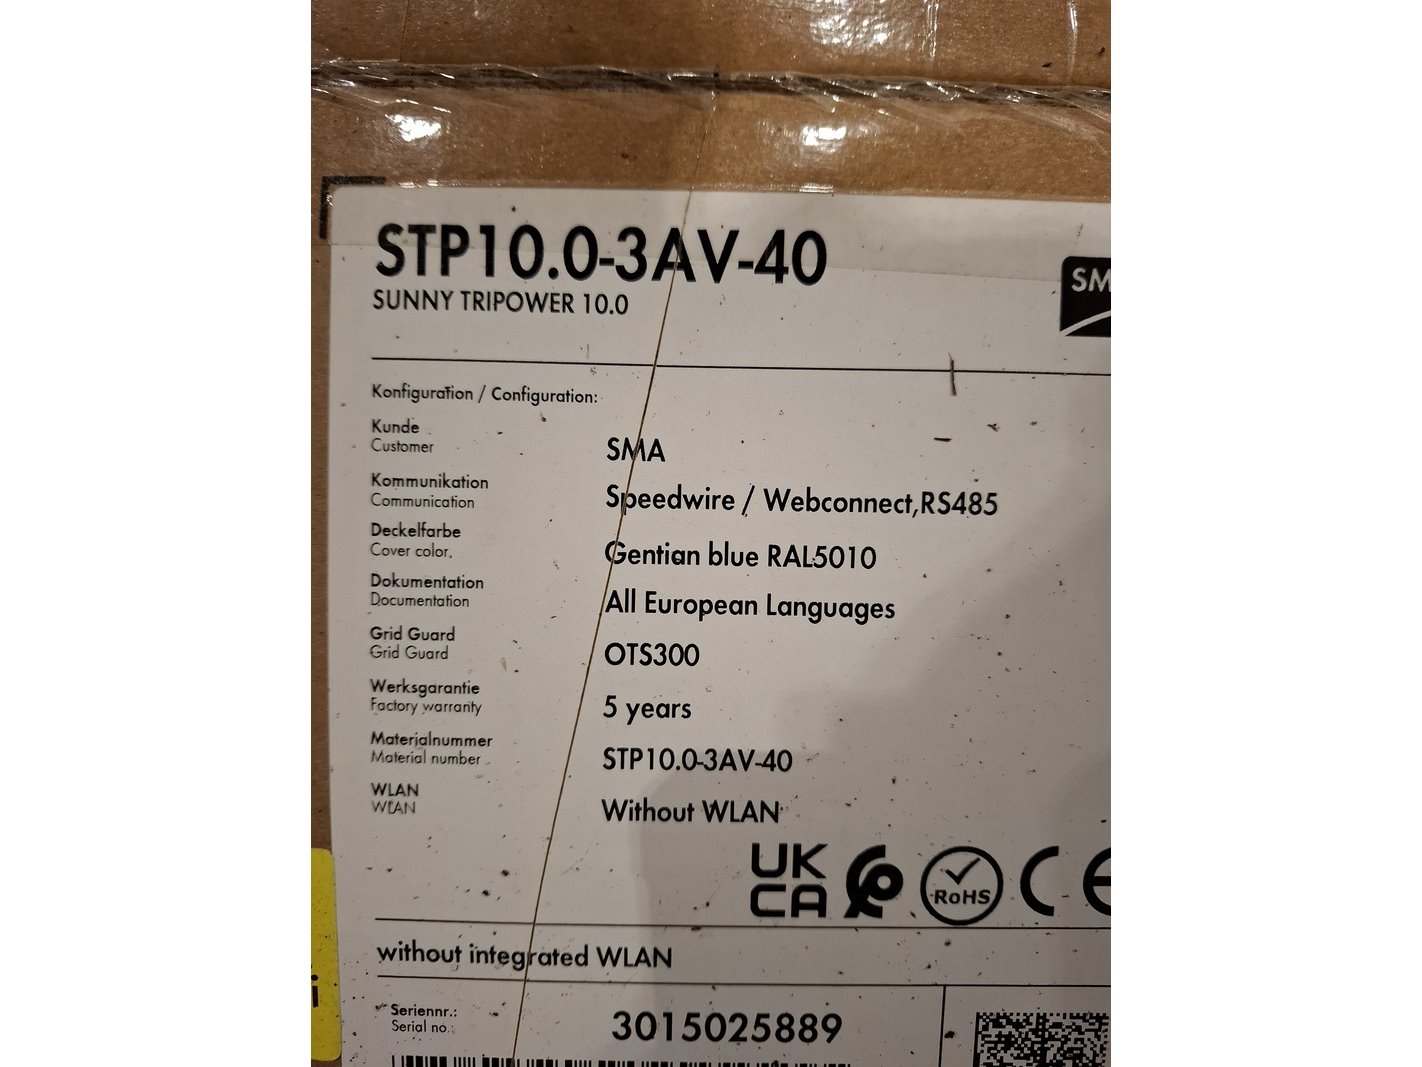 STP10.0-3AV-40
SUNNY TRIPOWER 10.0
SMA
Konfiguration / Configuration:
Kunde
Customer
SMA
Kommunikation
Communication
Speedwire / Webconnect,RS485
Deckelfarbe
Cover color.
Gentian blue RAL5010
Dokumentation
Documentation
All European Languages
Grid Guard
Grid Guard
OTS300
Werksgarantie
Factory warranty
5 years
Materialnummer
Material number
STP10.0-3AV-40
WLAN
WLAN
Without WLAN
UK
CA
RoHS
CE
without integrated WLAN
Seriennr.:
Serial no.:
3015025889